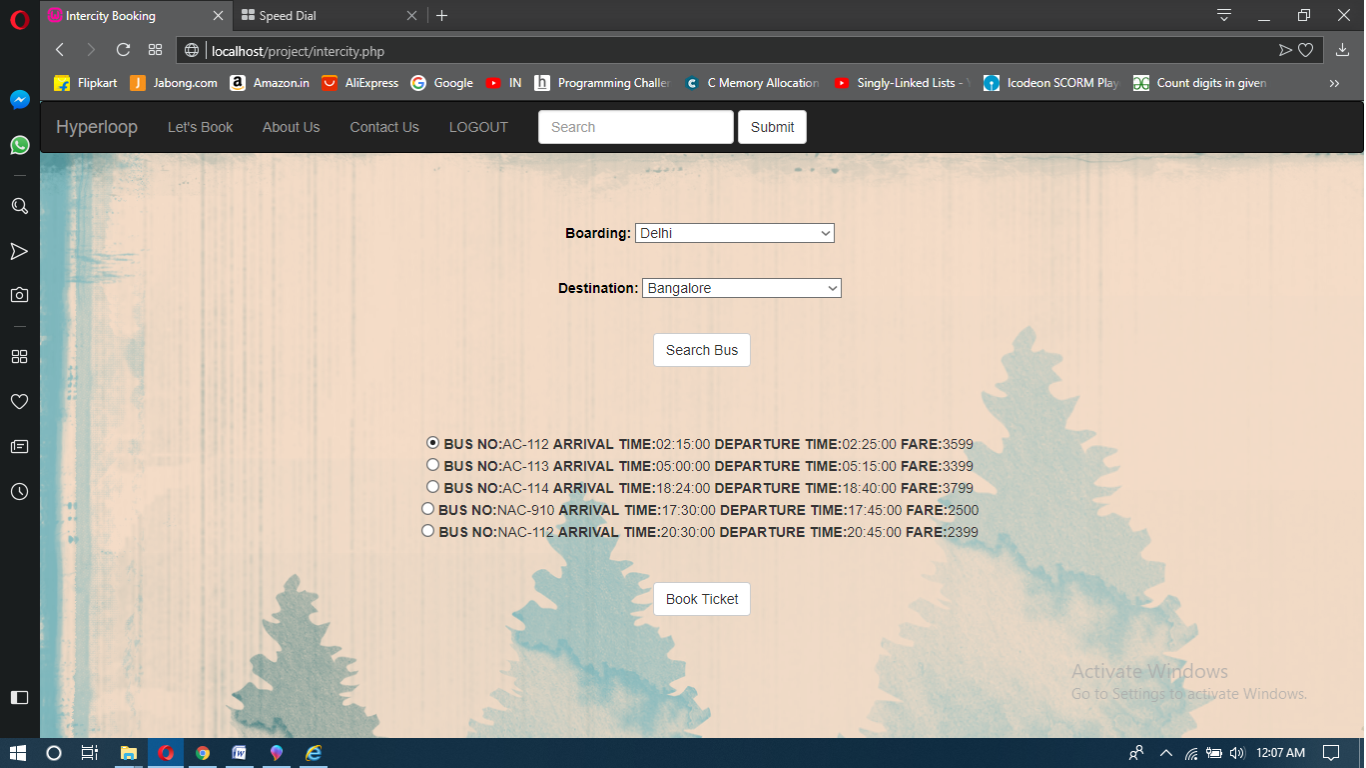 Intercity Booking
Speed Dial
localhost/project/intercity.php
Flipkart Jabong.com Amazon.in AliExpress Google IN Programming Challe C Memory Allocation Singly-Linked Lists - Icodeon SCORM Play Count digits in given
Hyperloop Let's Book About Us Contact Us LOGOUT Search Submit
Boarding: Delhi
Destination: Bangalore
Search Bus
BUS NO:AC-112 ARRIVAL TIME:02:15:00 DEPARTURE TIME:02:25:00 FARE:3599
BUS NO:AC-113 ARRIVAL TIME:05:00:00 DEPARTURE TIME:05:15:00 FARE:3399
BUS NO:AC-114 ARRIVAL TIME:18:24:00 DEPARTURE TIME:18:40:00 FARE:3799
BUS NO:NAC-910 ARRIVAL TIME:17:30:00 DEPARTURE TIME:17:45:00 FARE:2500
BUS NO:NAC-112 ARRIVAL TIME:20:30:00 DEPARTURE TIME:20:45:00 FARE:2399
Book Ticket
Activate Windows
Go to Settings to activate Windows.
12:07 AM